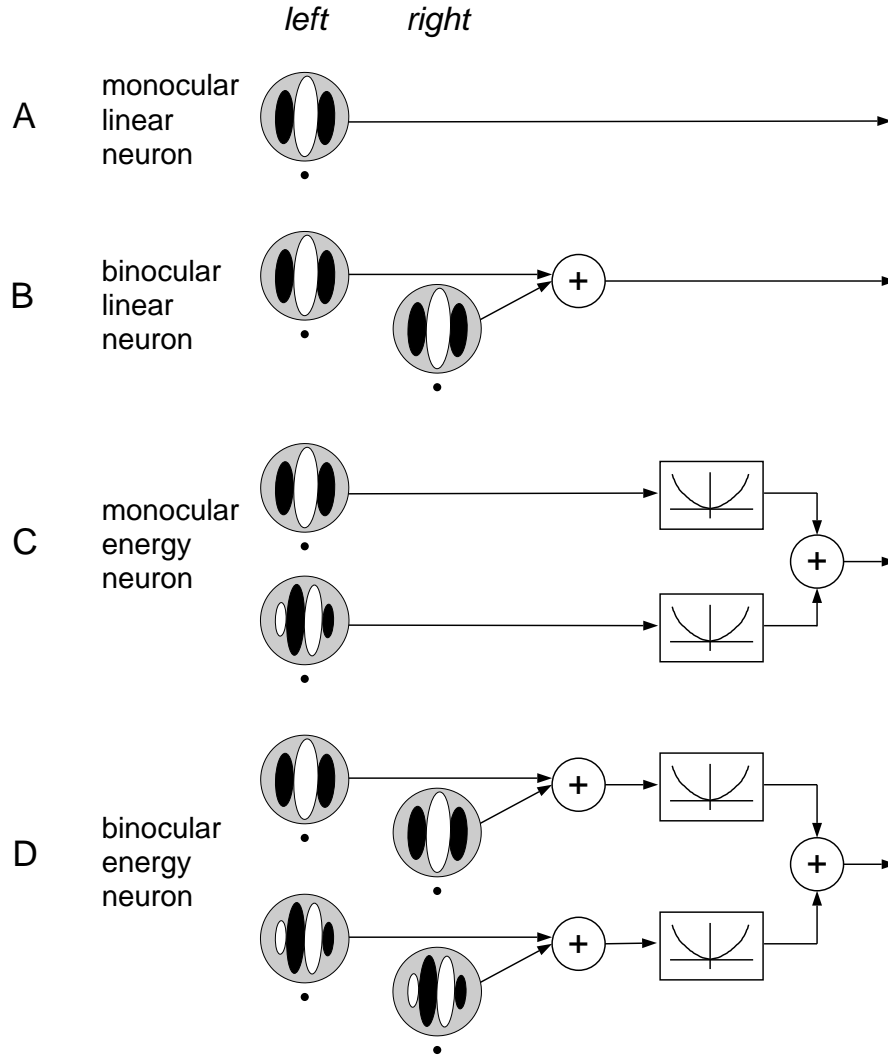 left right
A
monocular
linear
neuron
B
binocular
linear
neuron
+
C
monocular
energy
neuron
+
D
binocular
energy
neuron
+
+
+